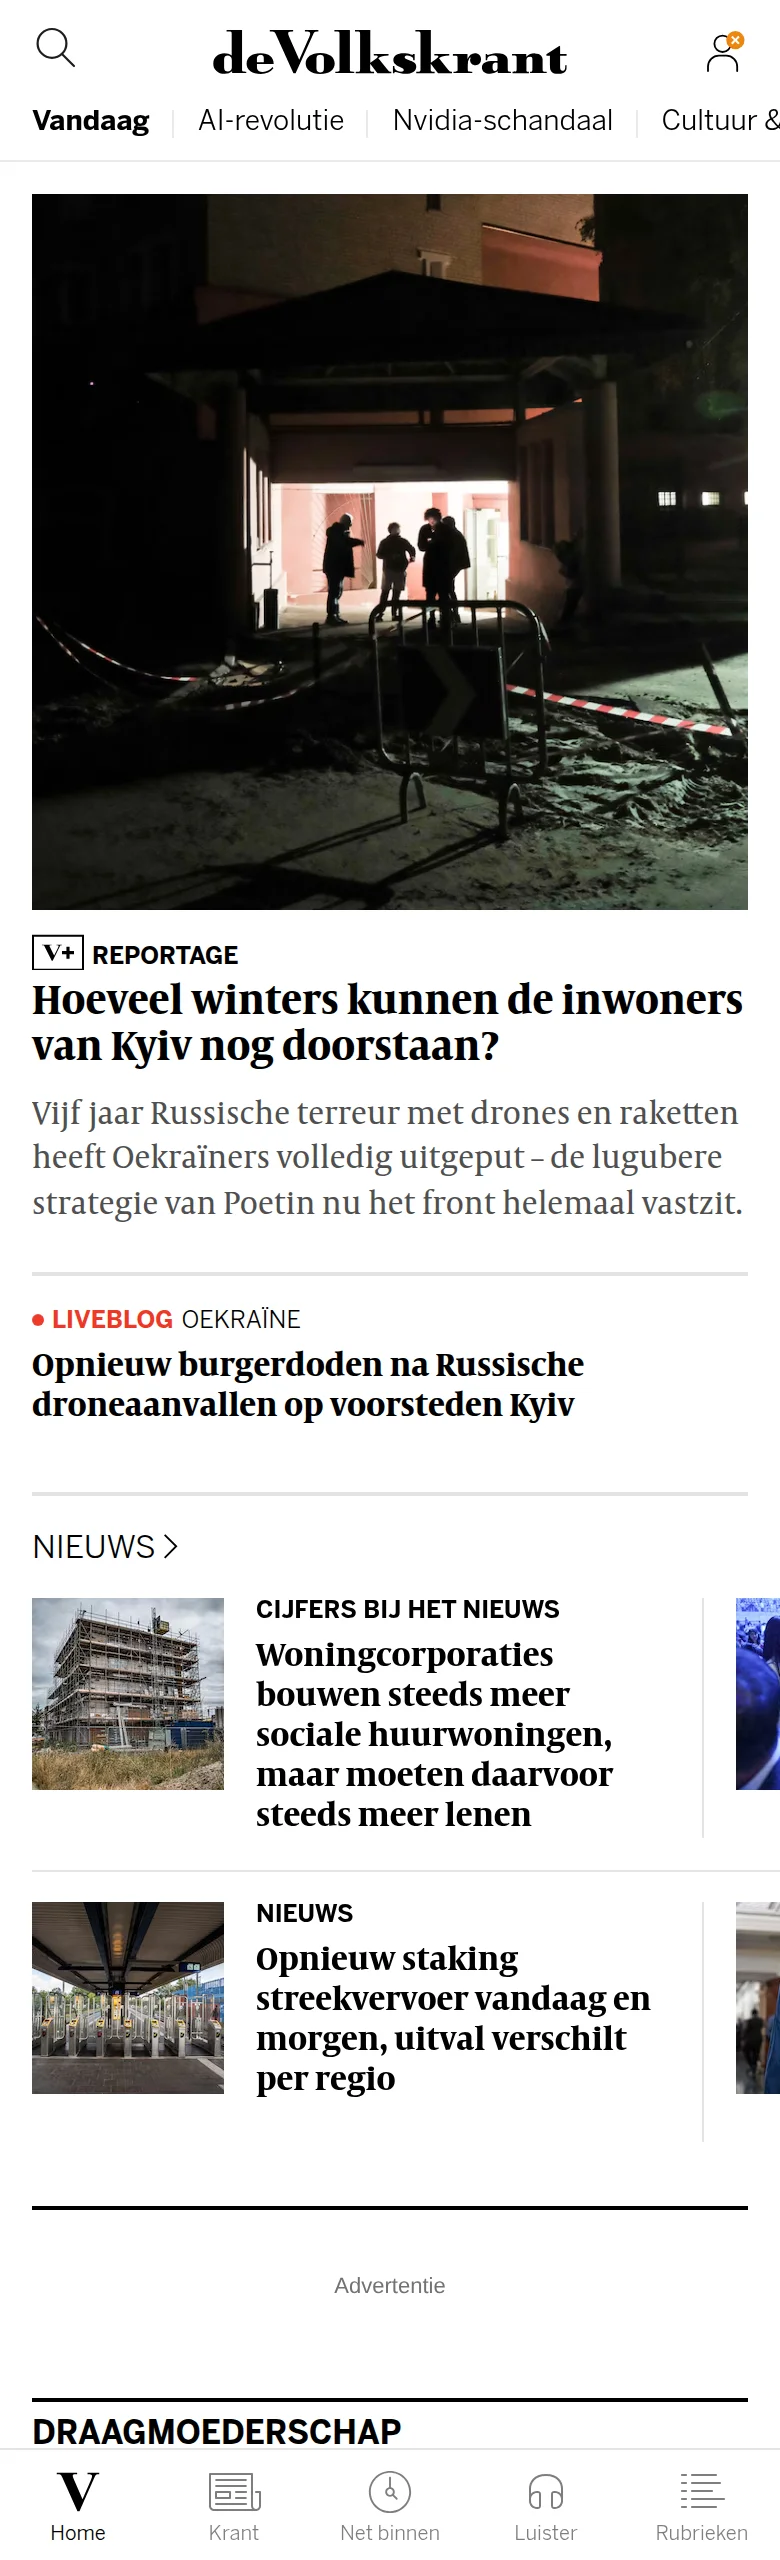 deVolkskrant
Vandaag AI-revolutie Nvidia-schandaal Cultuur &
V+ REPORTAGE
Hoeveel winters kunnen de inwoners
van Kyiv nog doorstaan?
Vijf jaar Russische terreur met drones en raketten
heeft Oekraïners volledig uitgeput – de lugubere
strategie van Poetin nu het front helemaal vastzit.
LIVEBLOG OEKRAÏNE
Opnieuw burgerdoden na Russische
droneaanvallen op voorsteden Kyiv
NIEUWS
CIJFERS BIJ HET NIEUWS
Woningcorporaties
bouwen steeds meer
sociale huurwoningen,
maar moeten daarvoor
steeds meer lenen
NIEUWS
Opnieuw staking
streekvervoer vandaag en
morgen, uitval verschilt
per regio
Advertentie
DRAAGMOEDERSCHAP
V
Home Krant Net binnen Luister Rubrieken